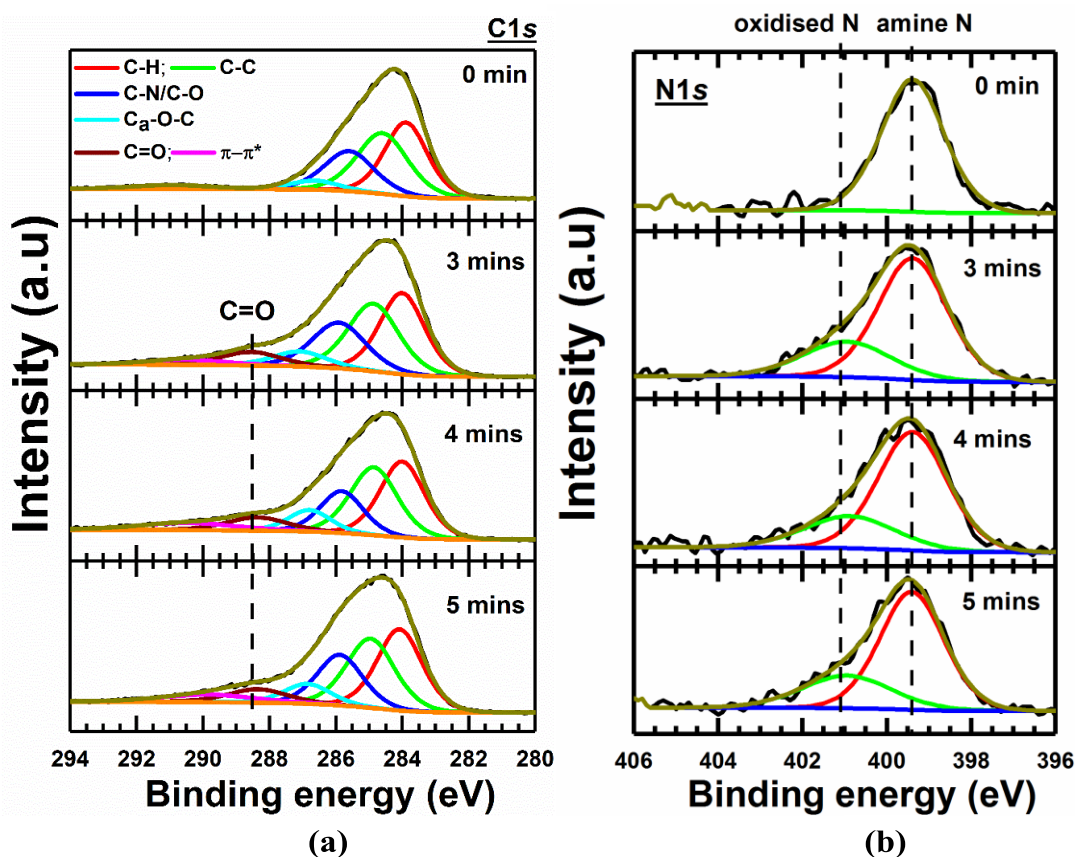 C1s
C-H; C-C
C-N/C-O
Ca-O-C
C=O; π–π*
0 min
3 mins
C=O
4 mins
5 mins
Intensity (a.u)
294 292 290 288 286 284 282 280
Binding energy (eV)
(a)
oxidised N amine N
N1s
0 min
3 mins
4 mins
5 mins
Intensity (a.u)
406 404 402 400 398 396
Binding energy (eV)
(b)